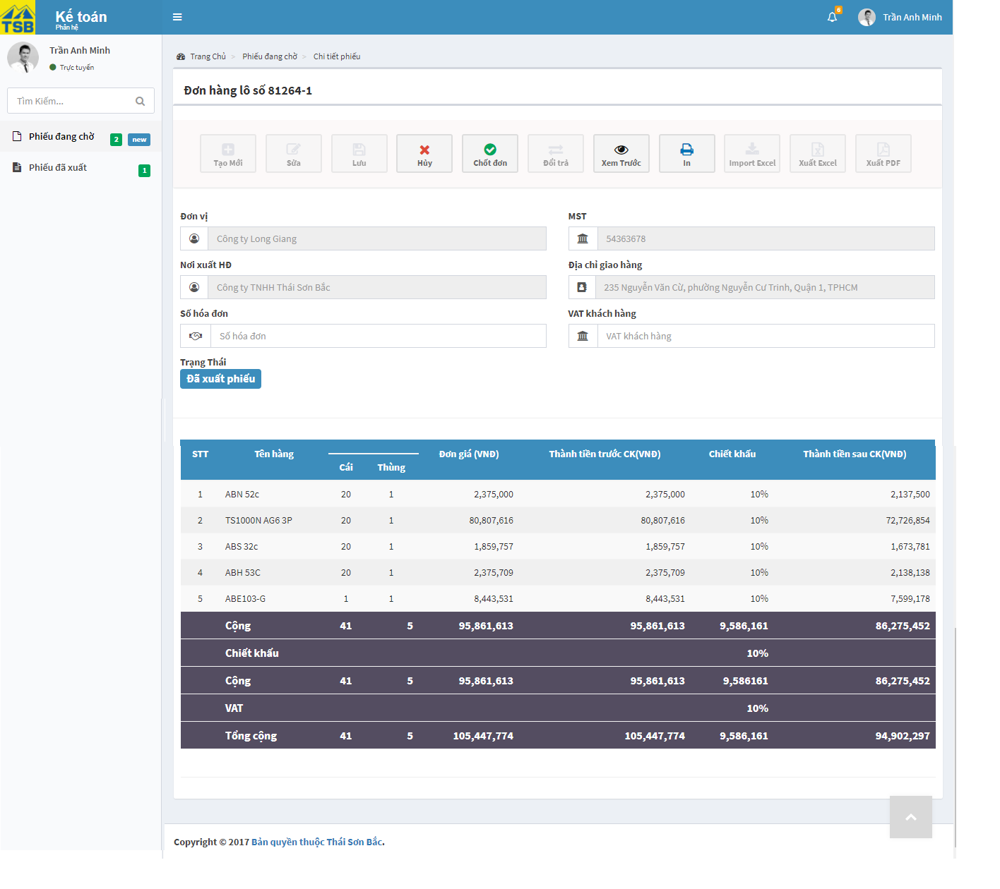 TSB
Kế toán
Phân hệ
6
Trần Anh Minh
Trần Anh Minh
Trực tuyến
Tìm Kiếm...
Phiếu đang chờ 2 new
Phiếu đã xuất 1
Trang Chủ > Phiếu đang chờ > Chi tiết phiếu
Đơn hàng lô số 81264-1
Tạo Mới Sửa Lưu Hủy Chốt đơn Đổi trả Xem Trước In Import Excel Xuất Excel Xuất PDF
Đơn vị
Công ty Long Giang
MST
54363678
Nơi xuất HĐ
Công ty TNHH Thái Sơn Bắc
Địa chỉ giao hàng
235 Nguyễn Văn Cừ, phường Nguyễn Cư Trinh, Quận 1, TPHCM
Số hóa đơn
Số hóa đơn
VAT khách hàng
VAT khách hàng
Trạng Thái
Đã xuất phiếu
STT Tên hàng Đơn giá (VNĐ) Thành tiền trước CK(VNĐ) Chiết khấu Thành tiền sau CK(VNĐ)
Cái Thùng
1 ABN 52c 20 1 2,375,000 2,375,000 10% 2,137,500
2 TS1000N AG6 3P 20 1 80,807,616 80,807,616 10% 72,726,854
3 ABS 32c 20 1 1,859,757 1,859,757 10% 1,673,781
4 ABH 53C 20 1 2,375,709 2,375,709 10% 2,138,138
5 ABE103-G 1 1 8,443,531 8,443,531 10% 7,599,178
Cộng 41 5 95,861,613 95,861,613 9,586,161 86,275,452
Chiết khấu 10%
Cộng 41 5 95,861,613 95,861,613 9,586161 86,275,452
VAT 10%
Tổng cộng 41 5 105,447,774 105,447,774 9,586,161 94,902,297
Copyright © 2017 Bản quyền thuộc Thái Sơn Bắc.